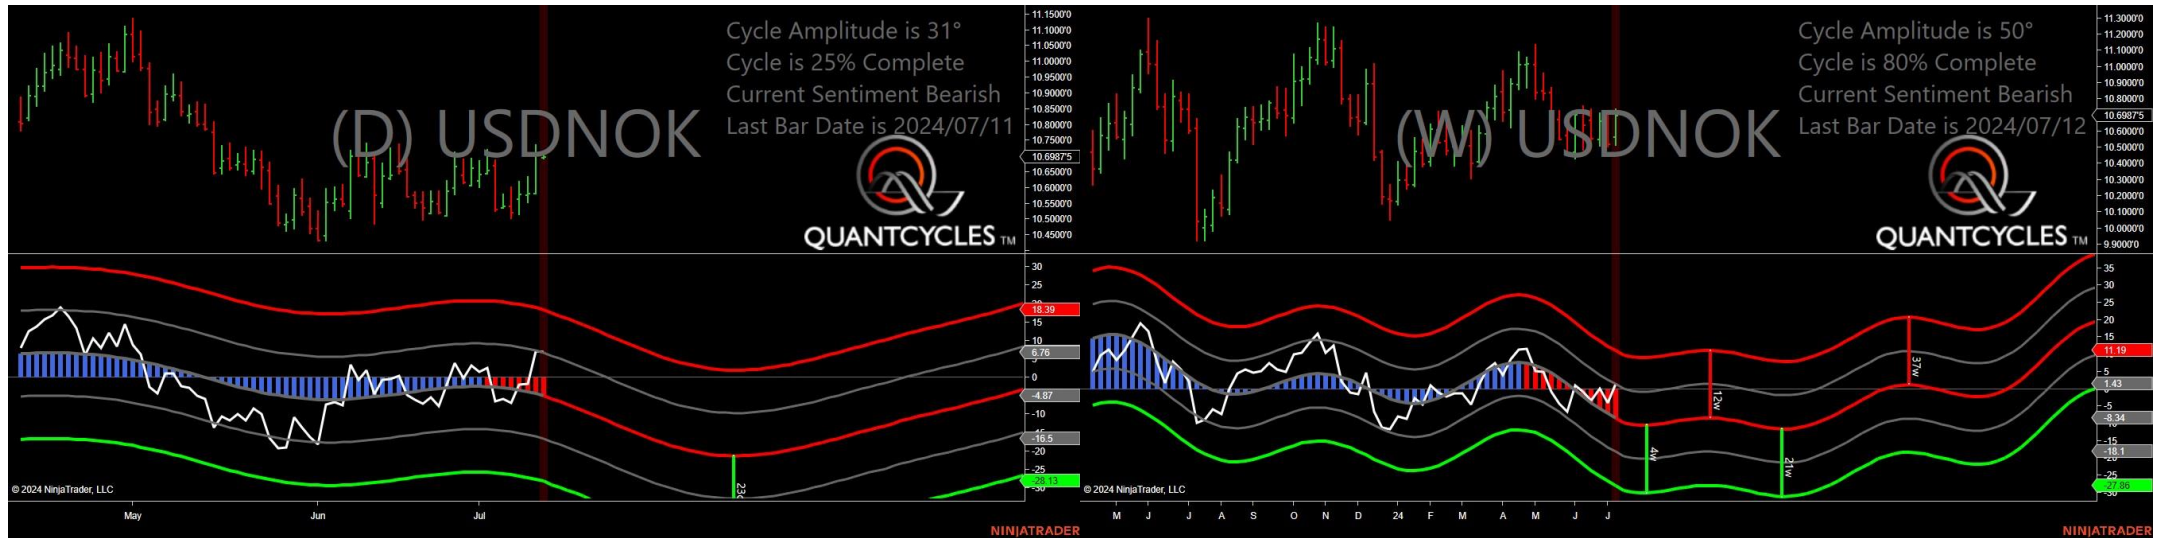 Cycle Amplitude is 31°
Cycle is 25% Complete
Current Sentiment Bearish
Last Bar Date is 2024/07/11
(D) USDNOK
QUANTCYCLES TM
11.1500'0
11.1000'0
11.0500'0
11.0000'0
10.9500'0
10.9000'0
10.8500'0
10.8000'0
10.7500'0
10.6987'5
10.6500'0
10.6000'0
10.5500'0
10.5000'0
10.4500'0
30
25
18.39
15
10
6.76
0
-4.87
-10
-16.5
-20
-25
-28.13
-30
23
© 2024 NinjaTrader, LLC
May Jun Jul
NINJATRADER
Cycle Amplitude is 50°
Cycle is 80% Complete
Current Sentiment Bearish
Last Bar Date is 2024/07/12
(W) USDNOK
QUANTCYCLES TM
11.3000'0
11.2000'0
11.1000'0
11.0000'0
10.9000'0
10.8000'0
10.6987'5
10.6000'0
10.5000'0
10.4000'0
10.3000'0
10.2000'0
10.1000'0
10.0000'0
9.9000'0
35
30
25
20
15
11.19
5
1.43
-5
-8.34
-18.1
-25
-27.86
-30
4w
12w
21w
37w
© 2024 NinjaTrader, LLC
M J J A S O N D 24 F M A M J J
NINJATRADER